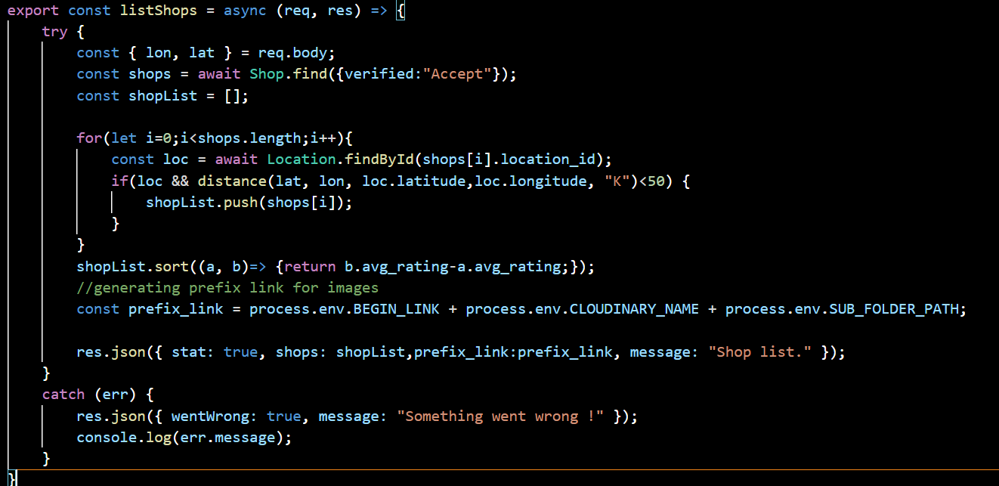 export const listShops = async (req, res) => {
    try {
        const { lon, lat } = req.body;
        const shops = await Shop.find({verified:"Accept"});
        const shopList = [];

        for(let i=0;i<shops.length;i++){
            const loc = await Location.findById(shops[i].location_id);
            if(loc && distance(lat, lon, loc.latitude,loc.longitude, "K")<50) {
                shopList.push(shops[i]);
            }
        }
        shopList.sort((a, b)=> {return b.avg_rating-a.avg_rating;});
        //generating prefix link for images
        const prefix_link = process.env.BEGIN_LINK + process.env.CLOUDINARY_NAME + process.env.SUB_FOLDER_PATH;

        res.json({ stat: true, shops: shopList,prefix_link:prefix_link, message: "Shop list." });
    }
    catch (err) {
        res.json({ wentWrong: true, message: "Something went wrong !" });
        console.log(err.message);
    }
}